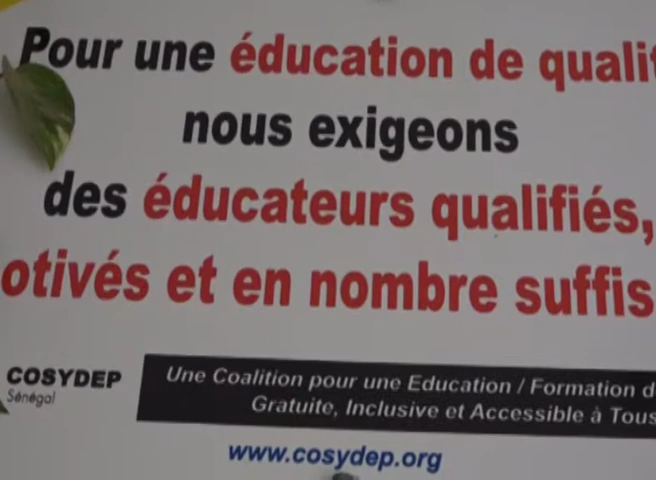 Pour une éducation de qualit
nous exigeons
des éducateurs qualifiés,
otivés et en nombre suffis
COSYDEP
Sénégal
Une Coalition pour une Education / Formation d
Gratuite, Inclusive et Accessible à Tous
www.cosydep.org